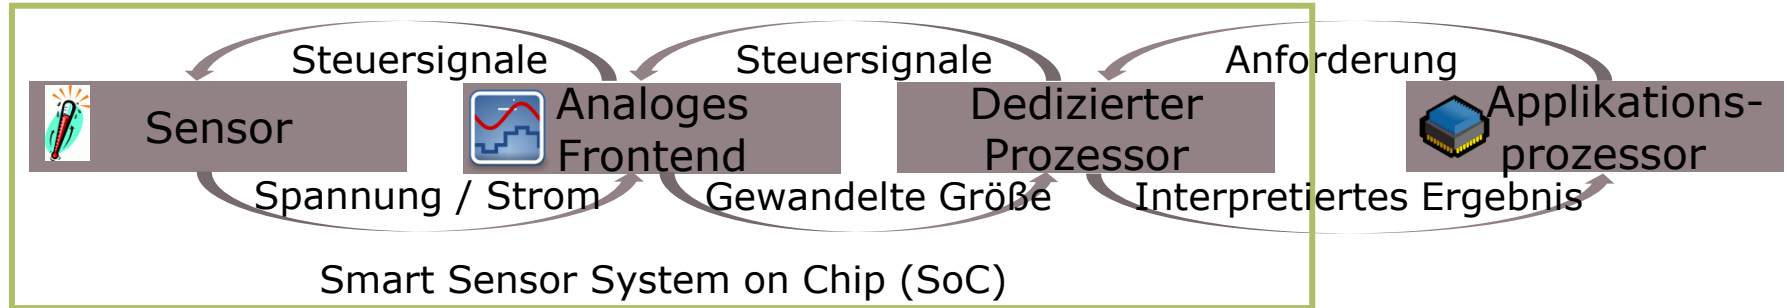 Steuersignale
Steuersignale
Anforderung
Sensor
Analoges
Frontend
Dedizierter
Prozessor
Applikations-
prozessor
Spannung / Strom
Gewandelte Größe
Interpretiertes Ergebnis
Smart Sensor System on Chip (SoC)